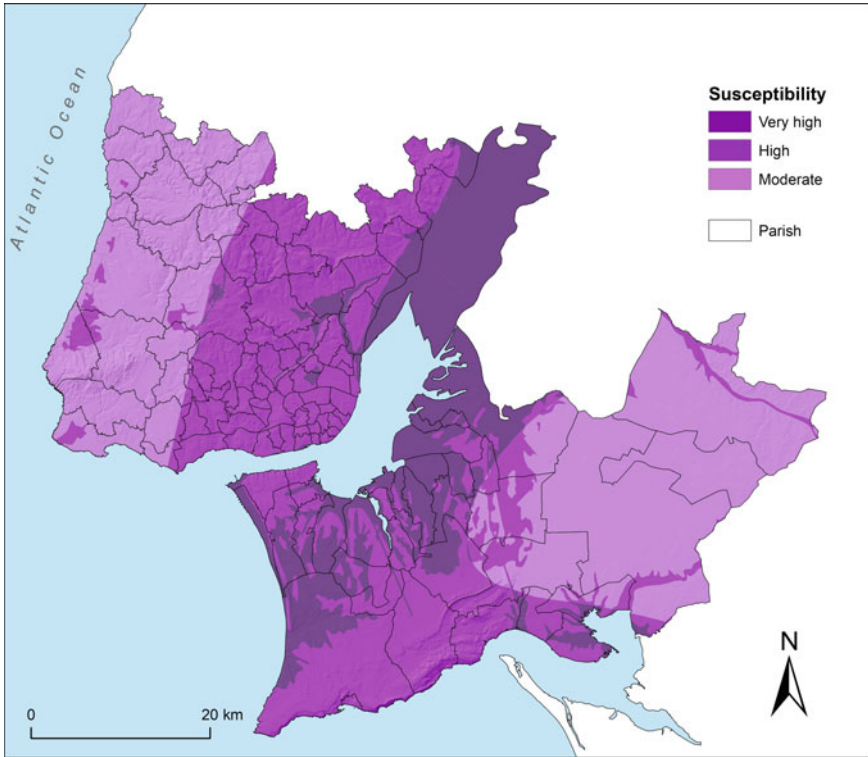 Atlantic Ocean
Susceptibility
Very high
High
Moderate
Parish
N
0 20 km